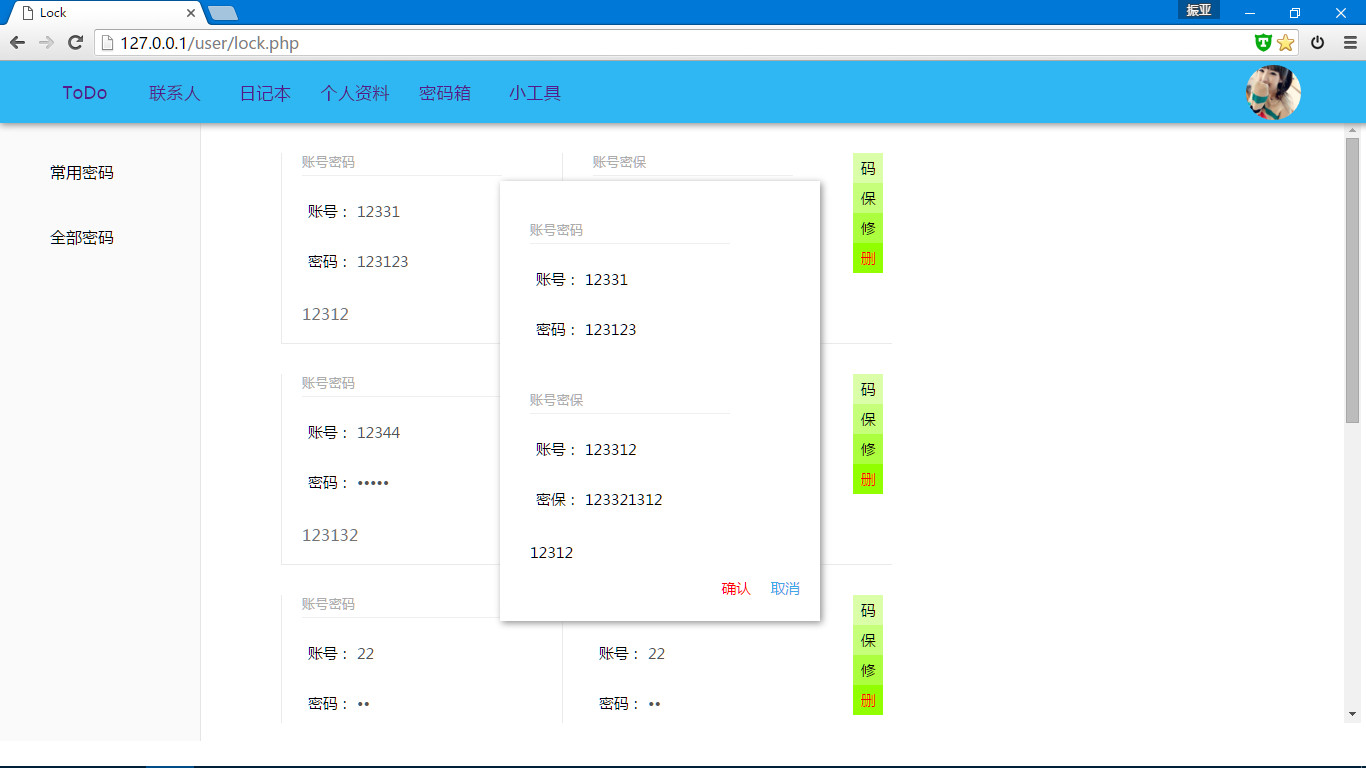 Lock
振亚
127.0.0.1/user/lock.php
ToDo 联系人 日记本 个人资料 密码箱 小工具
常用密码
全部密码
账号密码 账号密保
账号： 12331
密码： 123123
12312
码
保
修
删
账号密码
账号： 12331
密码： 123123
账号密保
账号： 123312
密保： 123321312
12312
确认 取消
账号密码
账号： 12344
密码： •••••
123132
码
保
修
删
账号密码
账号： 22 账号： 22
密码： •• 密码： ••
码
保
修
删